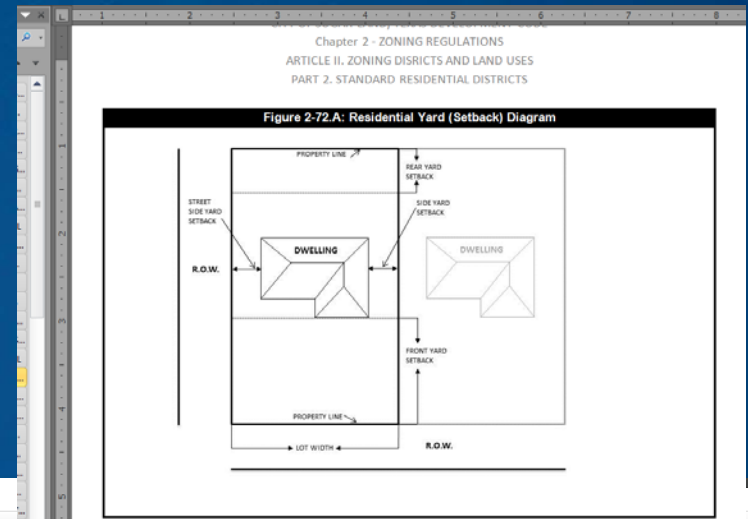 Chapter 2 - ZONING REGULATIONS
ARTICLE II. ZONING DISRICTS AND LAND USES
PART 2. STANDARD RESIDENTIAL DISTRICTS
Figure 2-72.A: Residential Yard (Setback) Diagram
PROPERTY LINE
REAR YARD
SETBACK
STREET
SIDE YARD
SETBACK
SIDE YARD
SETBACK
DWELLING
DWELLING
R.O.W.
FRONT YARD
SETBACK
PROPERTY LINE
LOT WIDTH
R.O.W.